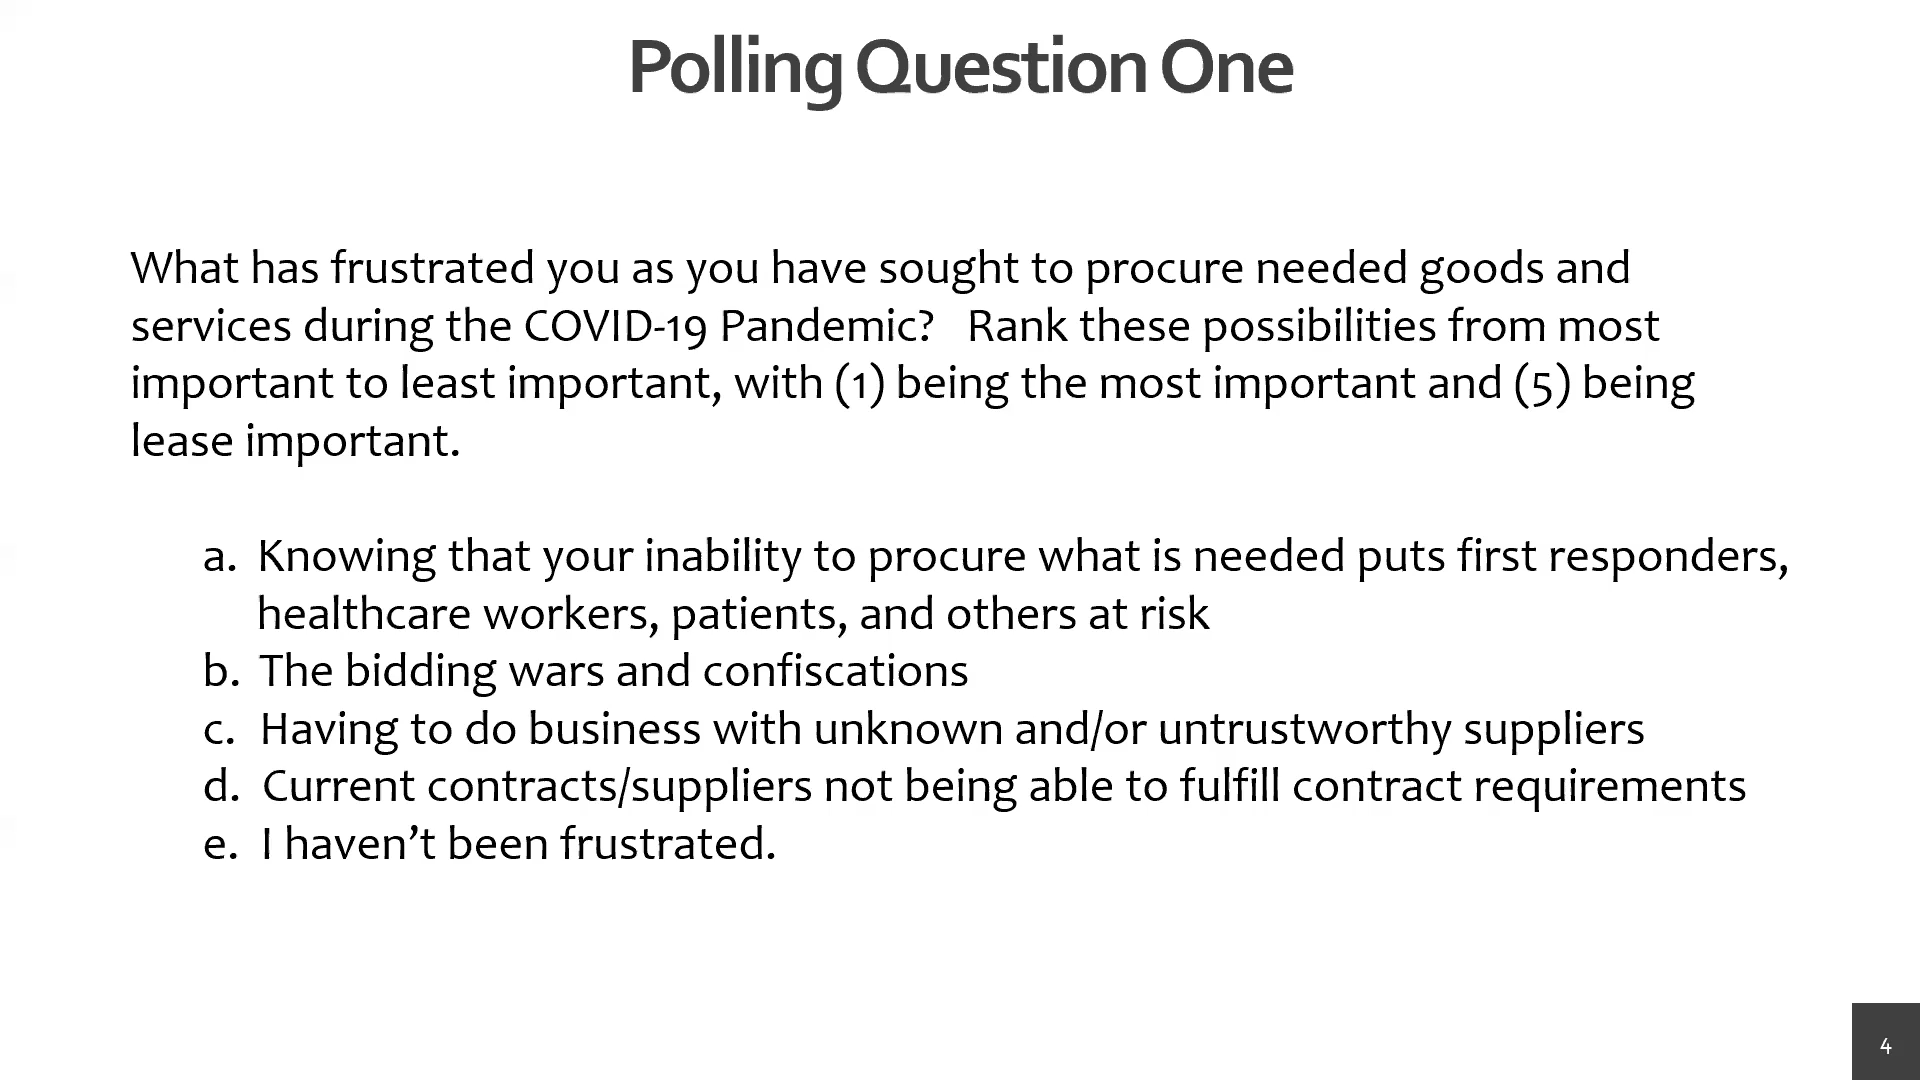 Polling Question One
What has frustrated you as you have sought to procure needed goods and
services during the COVID-19 Pandemic?   Rank these possibilities from most
important to least important, with (1) being the most important and (5) being
lease important.
a.  Knowing that your inability to procure what is needed puts first responders,
healthcare workers, patients, and others at risk
b.  The bidding wars and confiscations
c.  Having to do business with unknown and/or untrustworthy suppliers
d.  Current contracts/suppliers not being able to fulfill contract requirements
e.  I haven’t been frustrated.
4